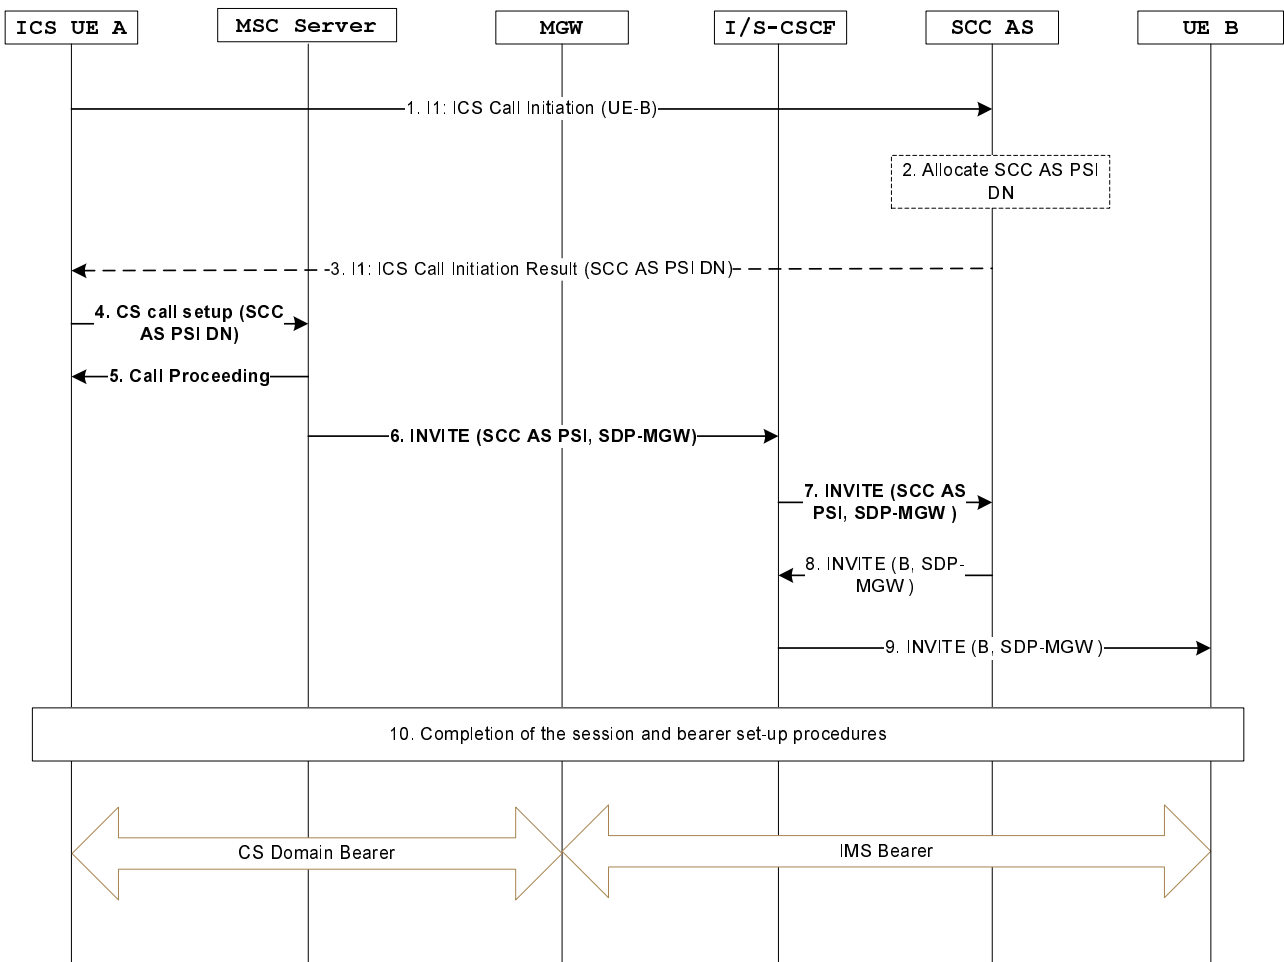 ICS UE A
MSC Server
MGW
I/S-CSCF
SCC AS
UE B
1. I1: ICS Call Initiation (UE-B)
2. Allocate SCC AS PSI
DN
3. I1: ICS Call Initiation Result (SCC AS PSI DN)
4. CS call setup (SCC
AS PSI DN)
5. Call Proceeding
6. INVITE (SCC AS PSI, SDP-MGW)
7. INVITE (SCC AS
PSI, SDP-MGW )
8. INVITE (B, SDP-
MGW )
9. INVITE (B, SDP-MGW )
10. Completion of the session and bearer set-up procedures
CS Domain Bearer
IMS Bearer